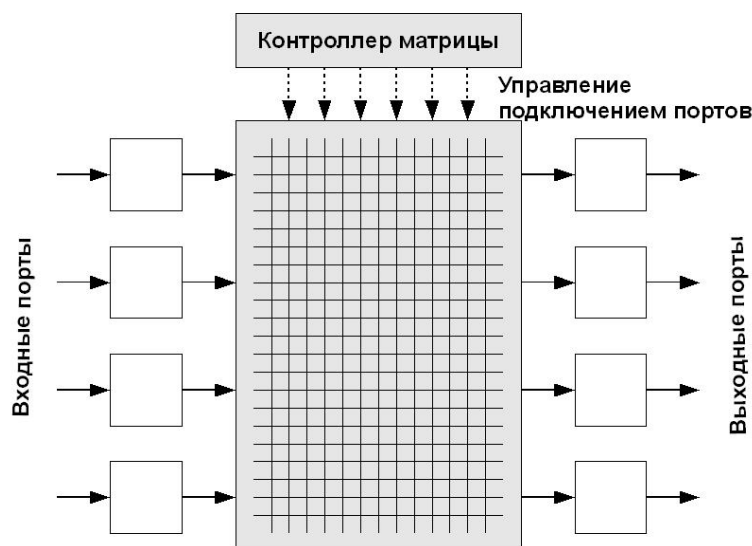 Контроллер матрицы
Управление
подключением портов
Входные порты
Выходные порты